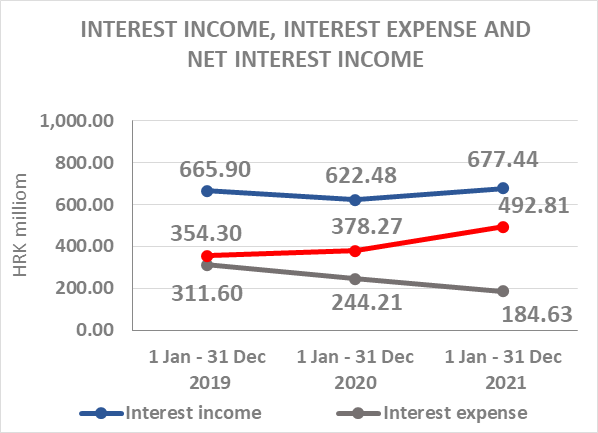 INTEREST INCOME, INTEREST EXPENSE AND
NET INTEREST INCOME
HRK milliom
1,000.00
800.00
600.00
400.00
200.00
0.00
665.90
622.48
677.44
354.30
378.27
492.81
311.60
244.21
184.63
1 Jan - 31 Dec 1 Jan - 31 Dec 1 Jan - 31 Dec
2019 2020 2021
Interest income Interest expense